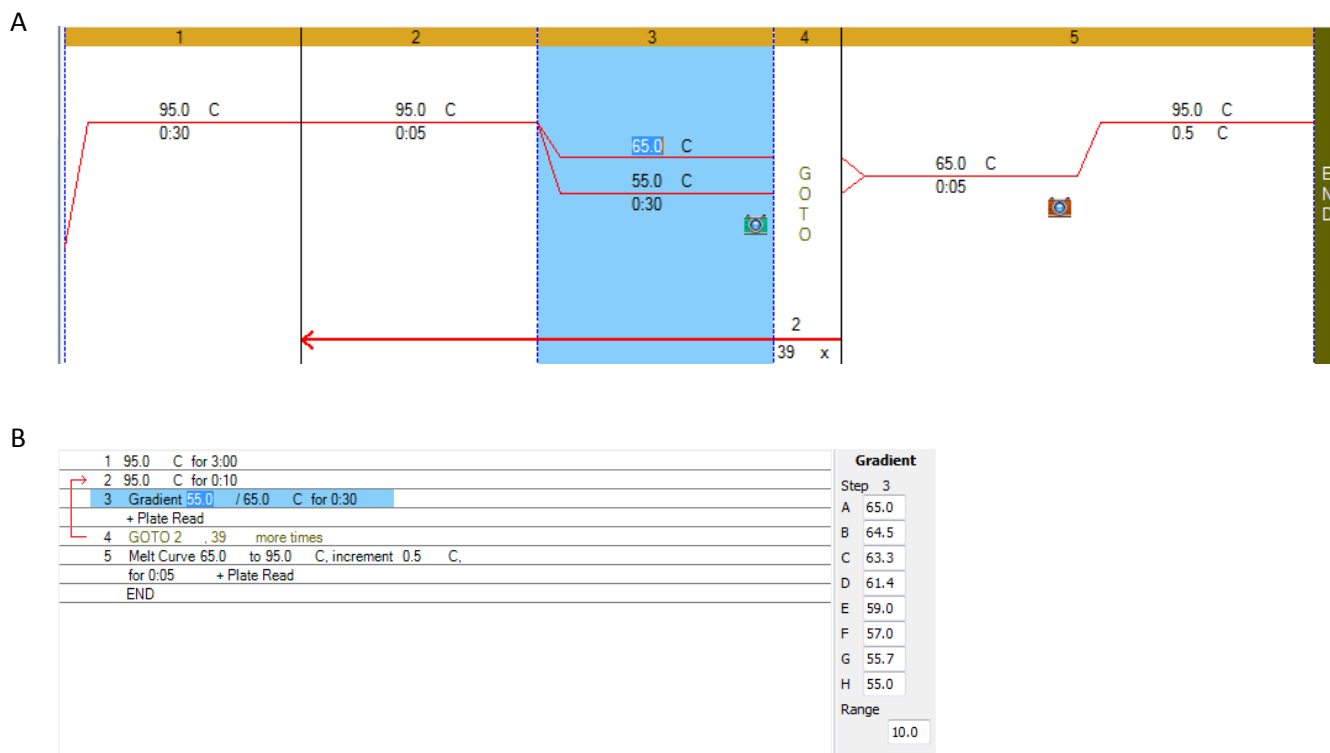 A
1 2 3 4 5
95.0 C 95.0 C 95.0 C
0:30 0:05 0.5 C
65.0 C 65.0 C
55.0 C 0:05
0:30
GOTO
END
2
39 x
B
1 95.0 C for 3:00
2 95.0 C for 0:10
3 Gradient 55.0 / 65.0 C for 0:30
+ Plate Read
4 GOTO 2 , 39 more times
5 Melt Curve 65.0 to 95.0 C, increment 0.5 C,
for 0:05 + Plate Read
END
Gradient
Step 3
A 65.0
B 64.5
C 63.3
D 61.4
E 59.0
F 57.0
G 55.7
H 55.0
Range
10.0